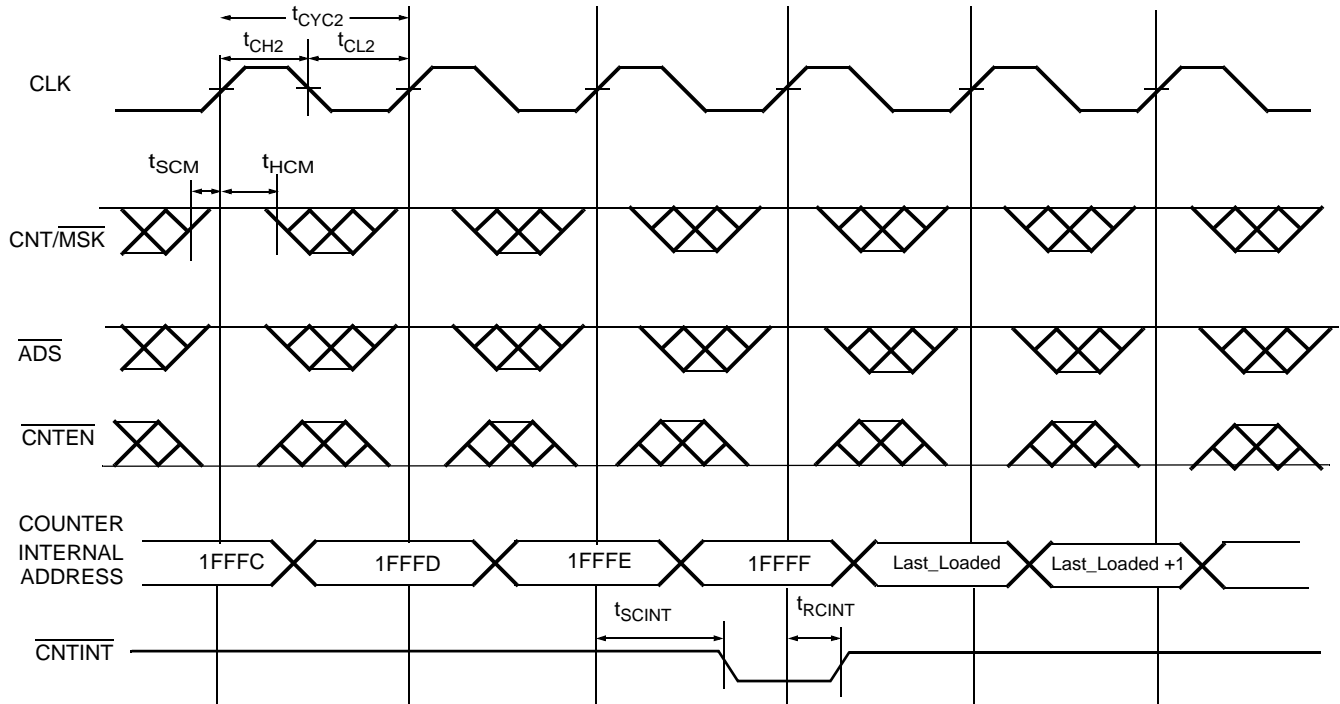 tCYC2
tCH2 tCL2
CLK
tSCM tHCM
CNT/MSK
ADS
CNTEN
COUNTER
INTERNAL
ADDRESS
1FFFC 1FFFD 1FFFE 1FFFF Last_Loaded Last_Loaded +1
tSCINT tRCINT
CNTINT